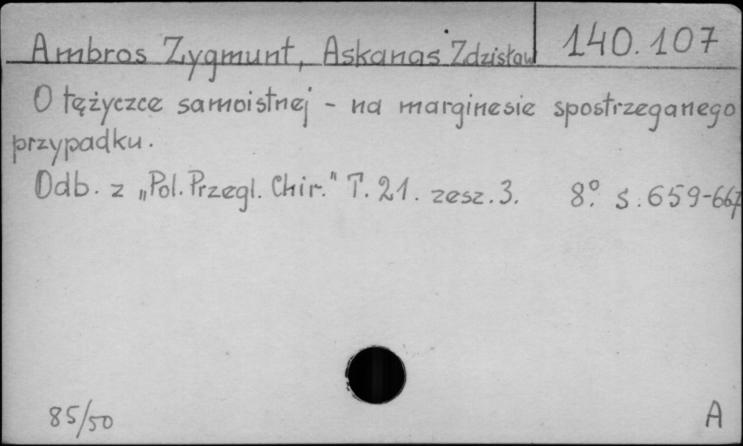 Ambros Zygmunt, Askanas Zdzisław 140.107
O tężyczce samoistnej - na marginesie spostrzeganego
przypadku.
Odb. z „Pol. Przegl. Chir." T. 21. zesz. 3. 8° s. 659-667
85/50 A